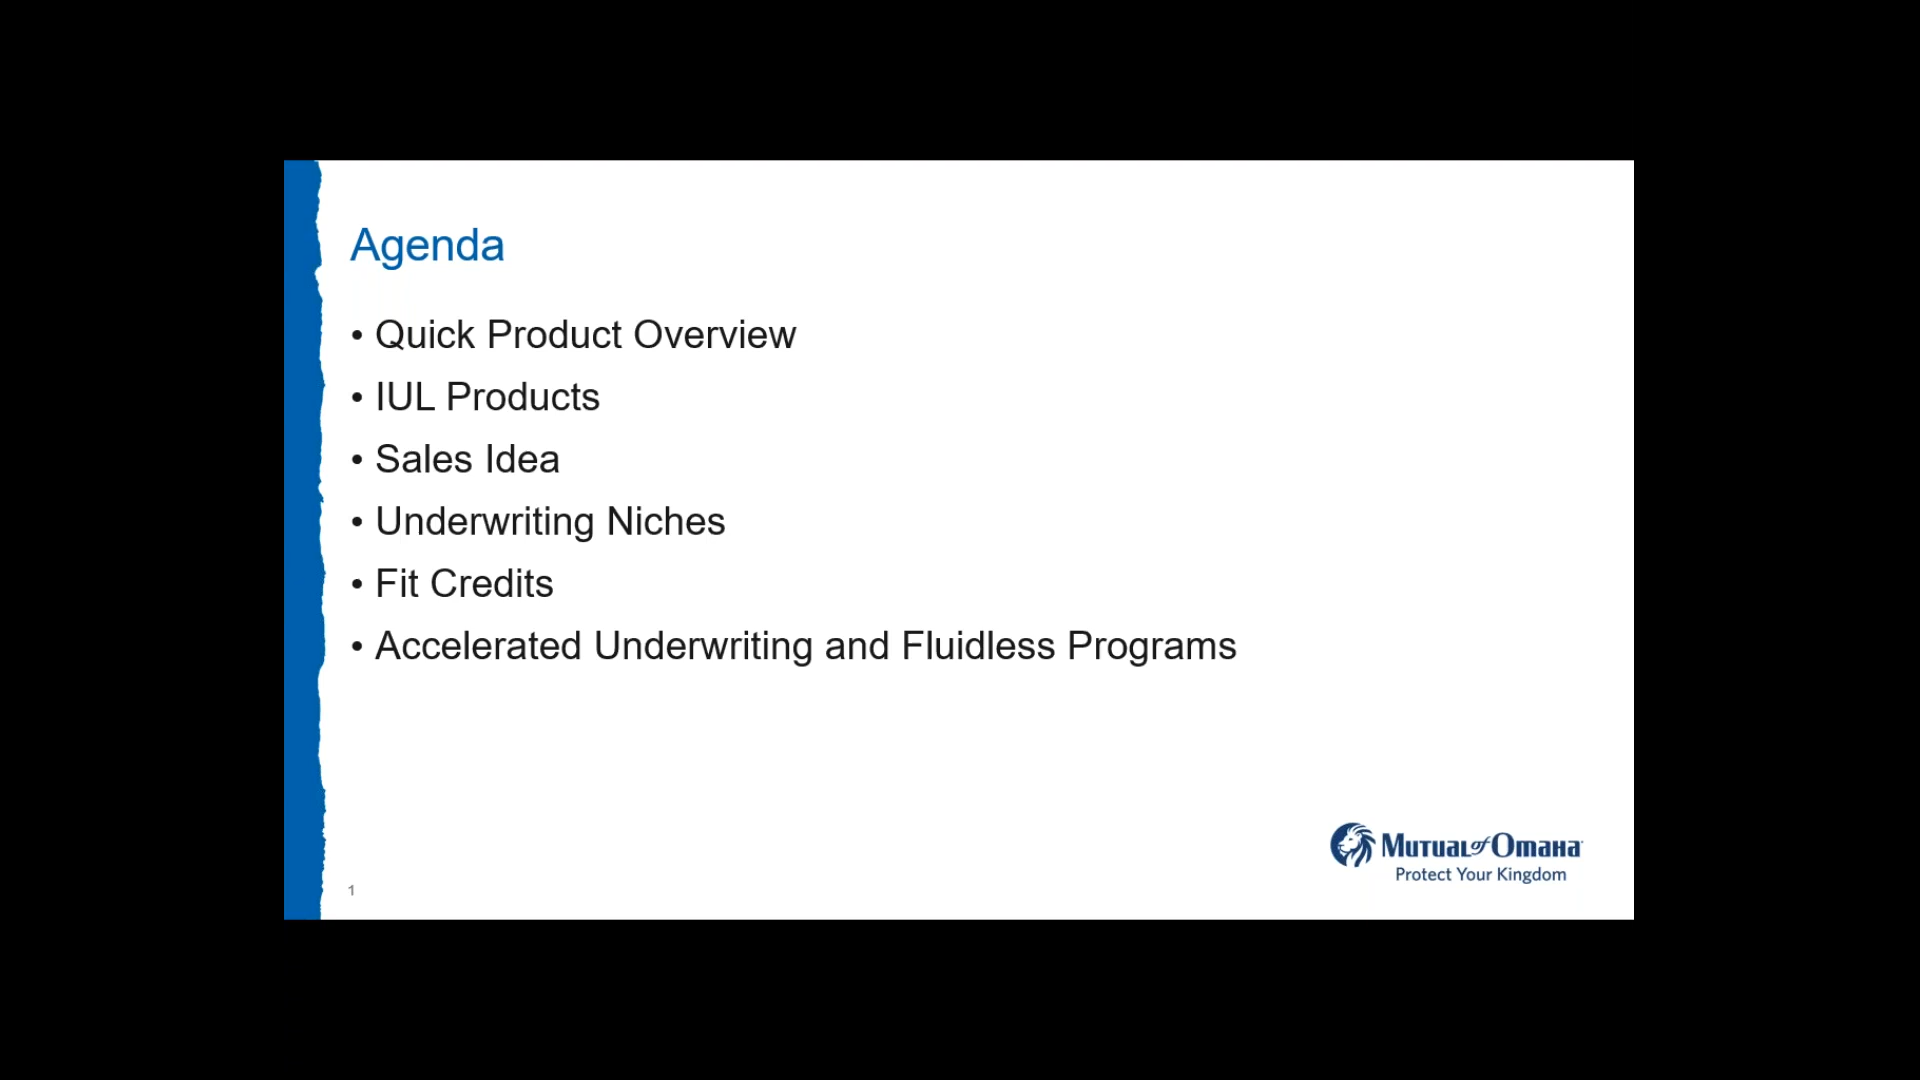 Agenda
• Quick Product Overview
• IUL Products
• Sales Idea
• Underwriting Niches
• Fit Credits
• Accelerated Underwriting and Fluidless Programs
Mutual of Omaha
Protect Your Kingdom
1